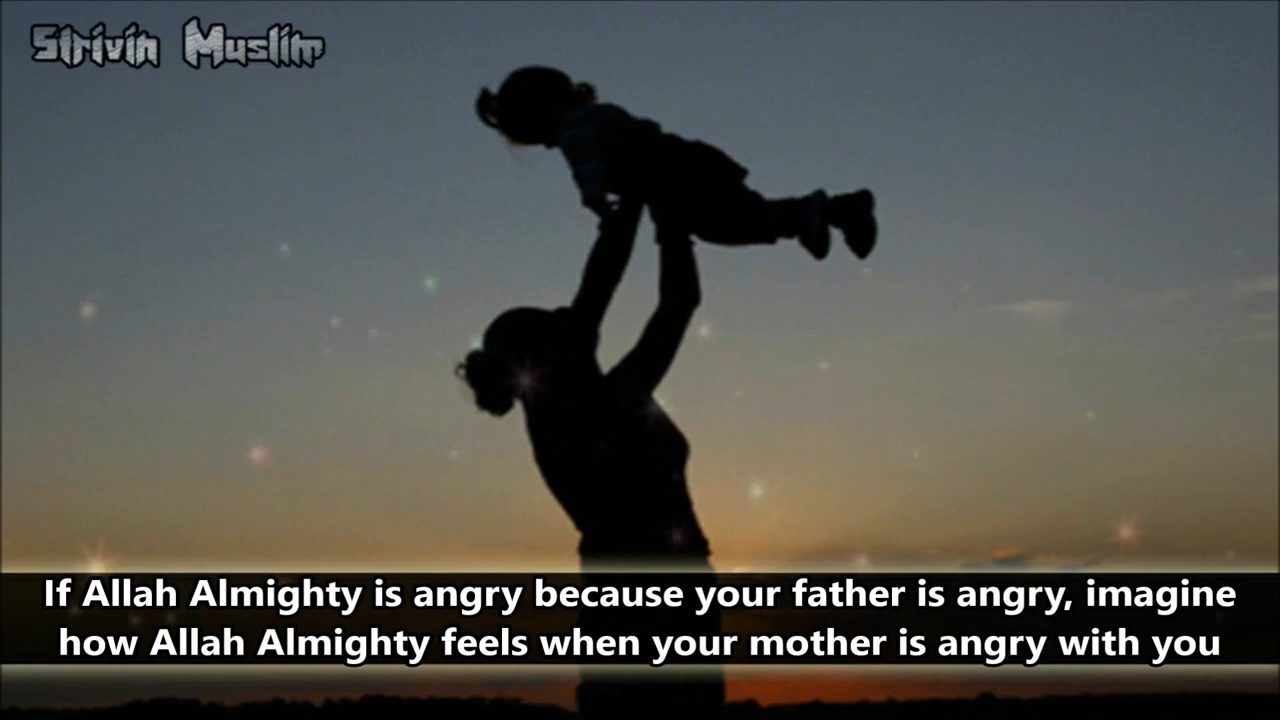 Strivin Muslim
If Allah Almighty is angry because your father is angry, imagine
how Allah Almighty feels when your mother is angry with you